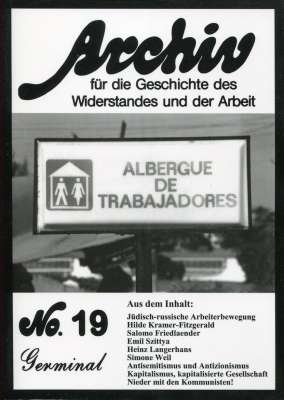 Archiv
für die Geschichte des
Widerstandes und der Arbeit
ALBERGUE
DE
TRABAJADORES
No. 19
Germinal
Aus dem Inhalt:
Jüdisch-russische Arbeiterbewegung
Hilde Kramer-Fitzgerald
Salomo Friedlaender
Emil Szittya
Heinz Langerhans
Simone Weil
Antisemitismus und Antizionismus
Kapitalismus, kapitalisierte Gesellschaft
Nieder mit den Kommunisten!